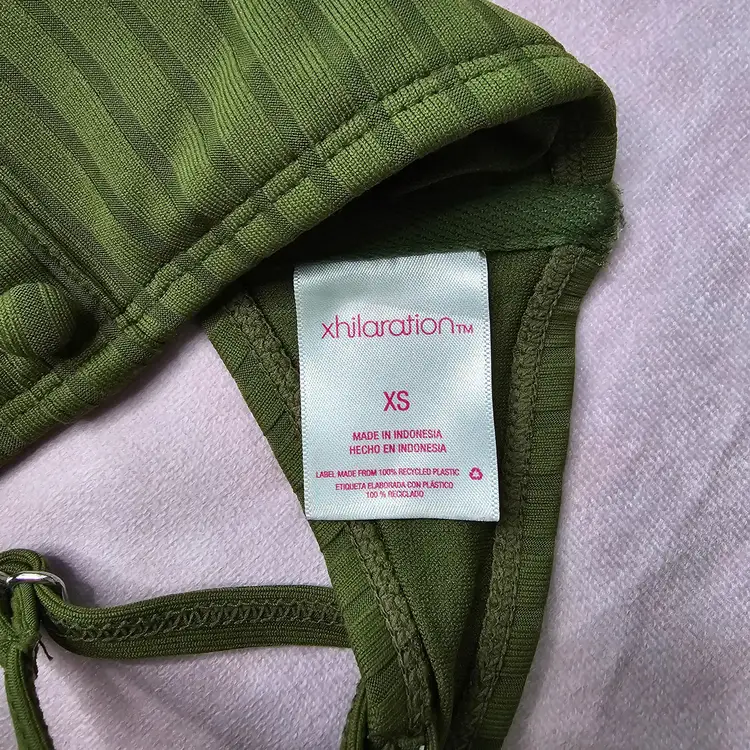 xhilaration™
XS
MADE IN INDONESIA
HECHO EN INDONESIA
LABEL MADE FROM 100% RECYCLED PLASTIC
ETIQUETA ELABORADA CON PLÁSTICO
100 % RECICLADO